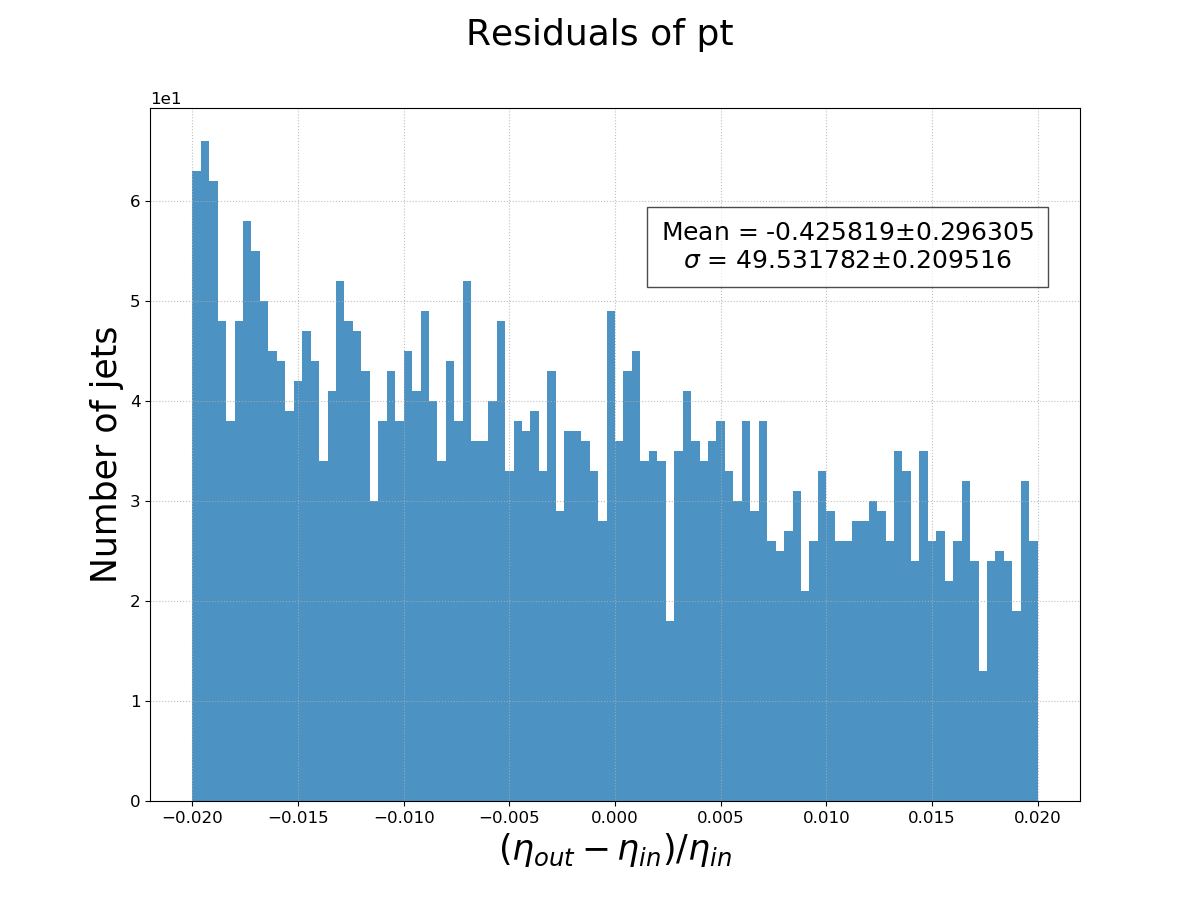 Residuals of pt
1e1
6
5
4
3
2
1
0
Number of jets
Mean = -0.425819±0.296305
σ = 49.531782±0.209516
−0.020 −0.015 −0.010 −0.005 0.000 0.005 0.010 0.015 0.020
(η_out − η_in)/η_in